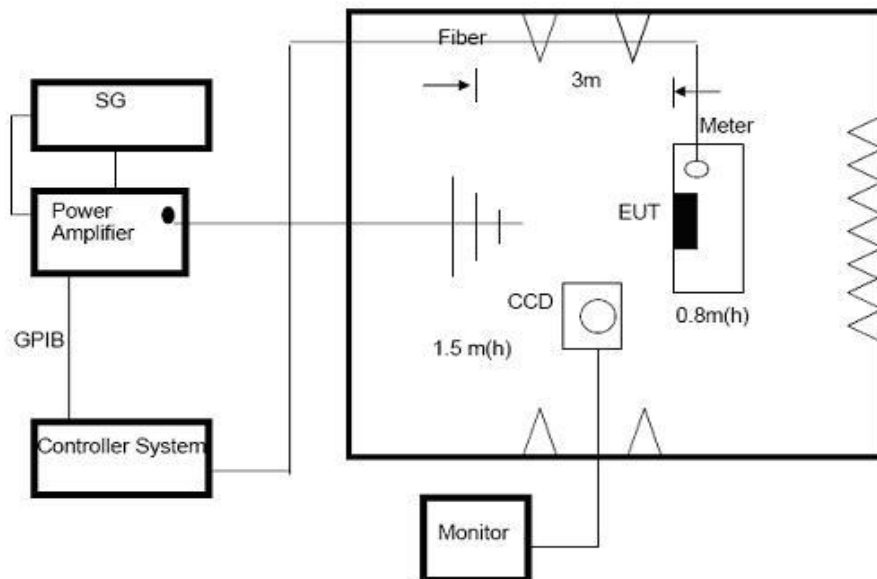 Fiber
3m
SG
Meter
Power
Amplifier
EUT
CCD
0.8m(h)
GPIB
1.5 m(h)
Controller System
Monitor